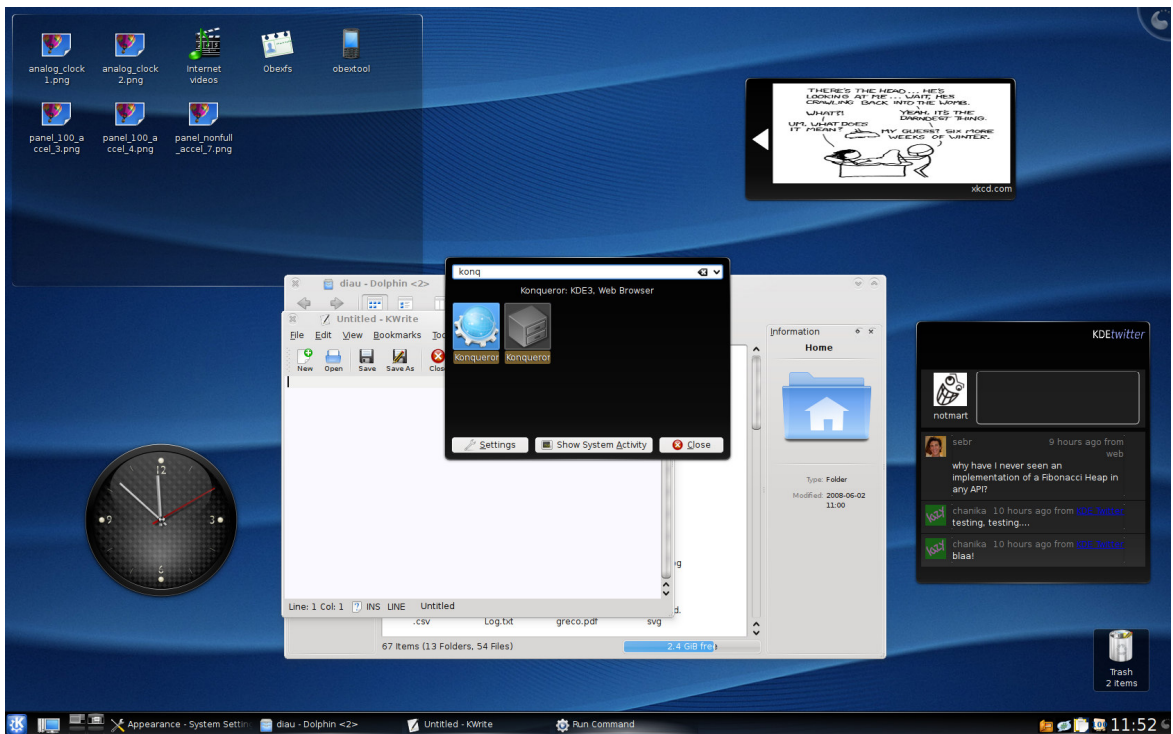 analog_clock
1.png
analog_clock
2.png
Internet
videos
Obexfs
obextool
panel_100_a
ccel_3.png
panel_100_a
ccel_4.png
panel_nonfull
_accel_7.png
THERE'S THE HEAD... HE'S
LOOKING AT ME... WAIT, HE'S
CRAWLING BACK INTO THE WOMB.
WHAT?!
YEAH, IT'S THE
DARNDEST THING.
UM, WHAT DOES
IT MEAN?
MY GUESS? SIX MORE
WEEKS OF WINTER.
xkcd.com
konq
Konqueror: KDE3, Web Browser
Konqueror
Konqueror
Settings
Show System Activity
Close
diau - Dolphin <2>
Untitled - KWrite
File Edit View Bookmarks
New Open Save Save As
Line: 1 Col: 1 INS LINE Untitled
Information
Home
Type: Folder
Modified: 2008-06-02
11:00
.csv Log.txt greco.pdf svg
67 Items (13 Folders, 54 Files)
2.4 GiB free
12
3
6
9
KDEtwitter
notmart
sebr 9 hours ago from
web
why have I never seen an
implementation of a Fibonacci Heap in
any API?
chanika 10 hours ago from
testing, testing....
chanika 10 hours ago from
blaa!
Trash
2 items
Appearance - System Settin
diau - Dolphin <2>
Untitled - KWrite
Run Command
11:52